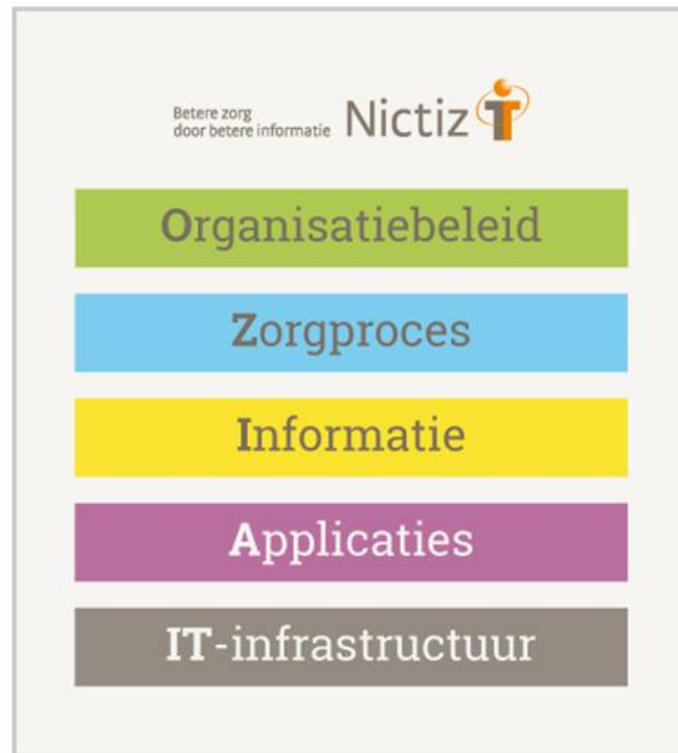 Betere zorg
door betere informatie Nictiz
Organisatiebeleid
Zorgproces
Informatie
Applicaties
IT-infrastructuur